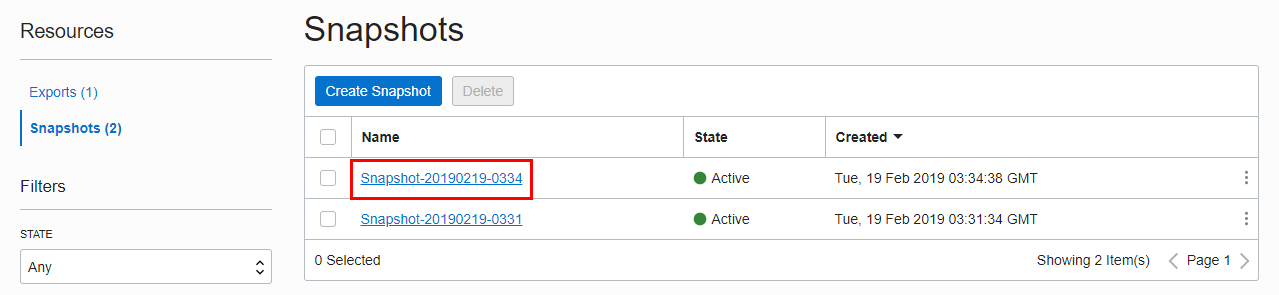 Resources
Exports (1)
Snapshots (2)
Filters
STATE
Any
Snapshots
Create Snapshot Delete
Name State Created
Snapshot-20190219-0334 Active Tue, 19 Feb 2019 03:34:38 GMT
Snapshot-20190219-0331 Active Tue, 19 Feb 2019 03:31:34 GMT
0 Selected Showing 2 Item(s) Page 1